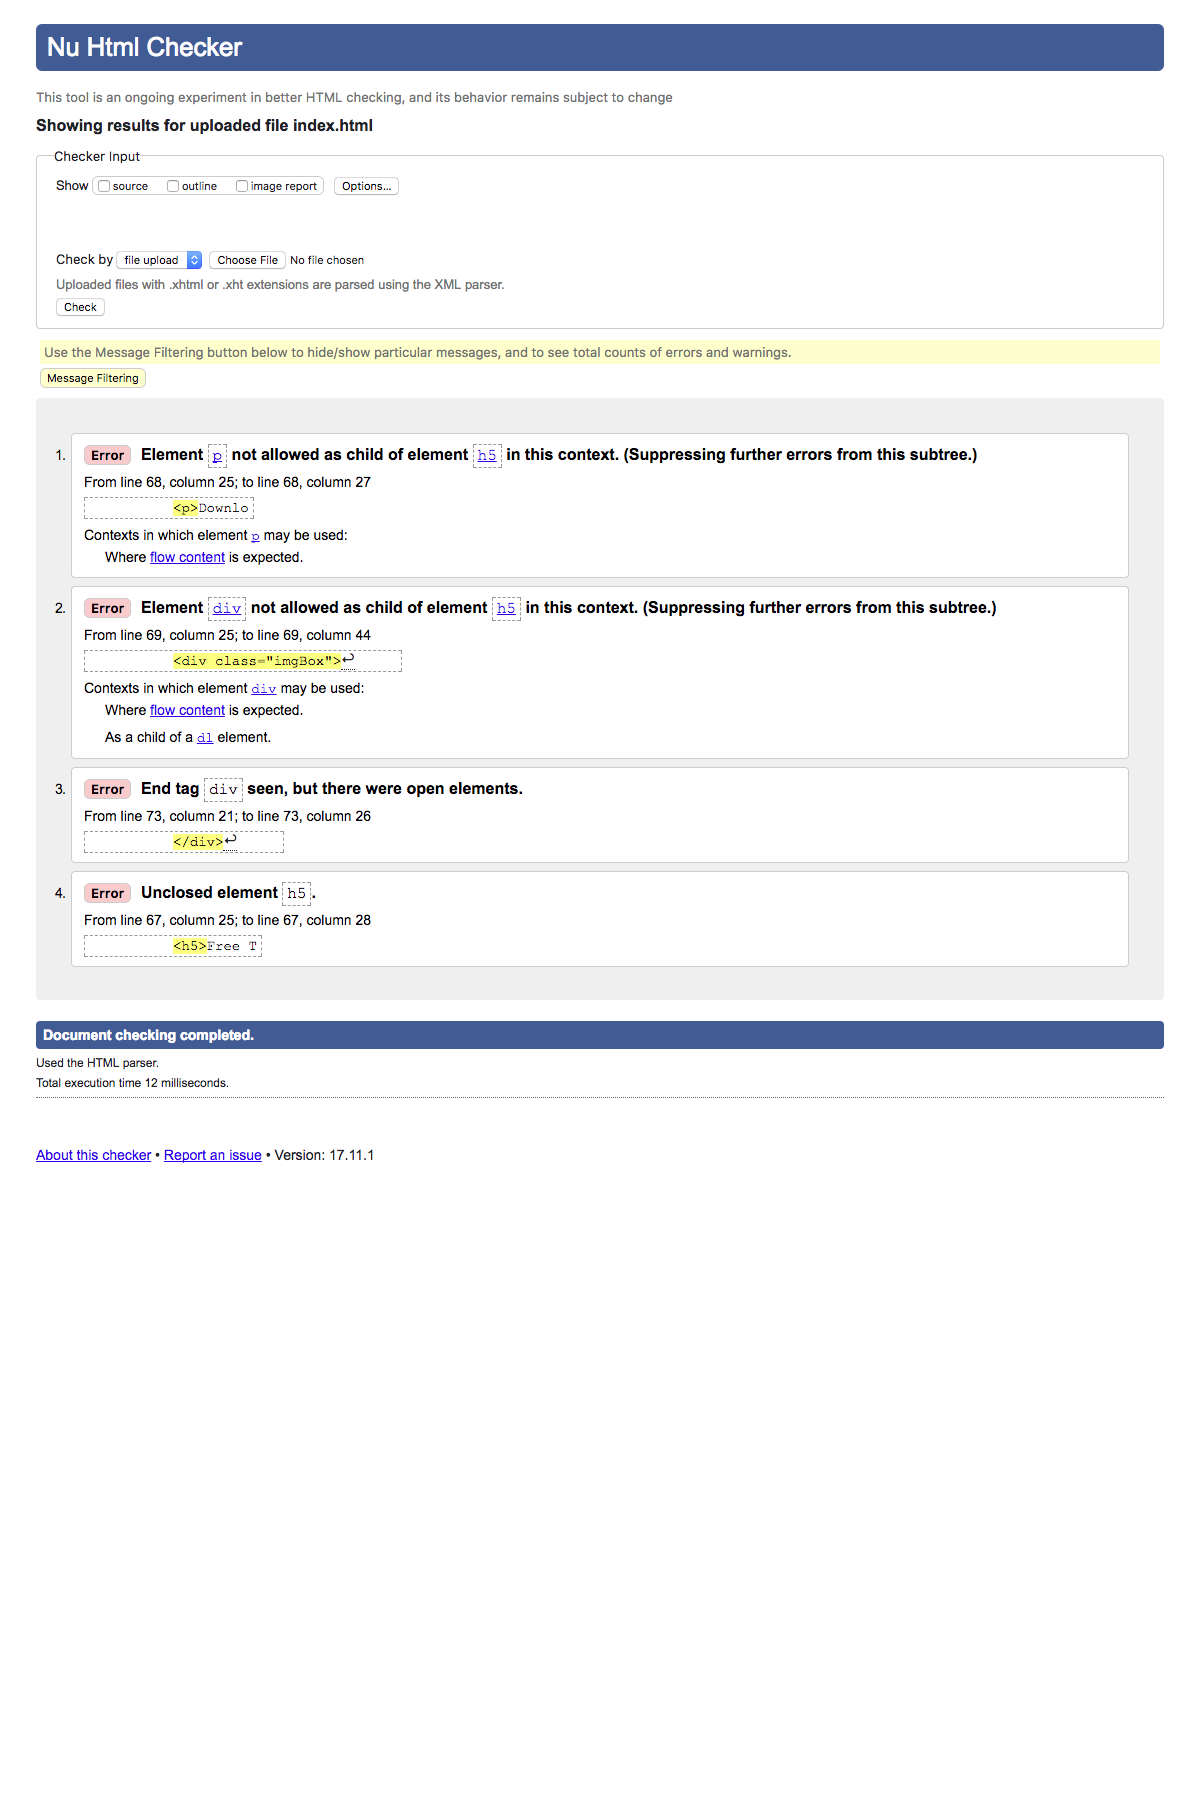 Nu Html Checker
This tool is an ongoing experiment in better HTML checking, and its behavior remains subject to change
Showing results for uploaded file index.html
Checker Input
Show source outline image report Options...
Check by file upload Choose File No file chosen
Uploaded files with .xhtml or .xht extensions are parsed using the XML parser.
Check
Use the Message Filtering button below to hide/show particular messages, and to see total counts of errors and warnings.
Message Filtering
1. Error Element p not allowed as child of element h5 in this context. (Suppressing further errors from this subtree.)
From line 68, column 25; to line 68, column 27
<p>Downlo
Contexts in which element p may be used:
Where flow content is expected.
2. Error Element div not allowed as child of element h5 in this context. (Suppressing further errors from this subtree.)
From line 69, column 25; to line 69, column 44
<div class="imgBox">↩
Contexts in which element div may be used:
Where flow content is expected.
As a child of a dl element.
3. Error End tag div seen, but there were open elements.
From line 73, column 21; to line 73, column 26
</div>↩
4. Error Unclosed element h5.
From line 67, column 25; to line 67, column 28
<h5>Free T
Document checking completed.
Used the HTML parser.
Total execution time 12 milliseconds.
About this checker • Report an issue • Version: 17.11.1